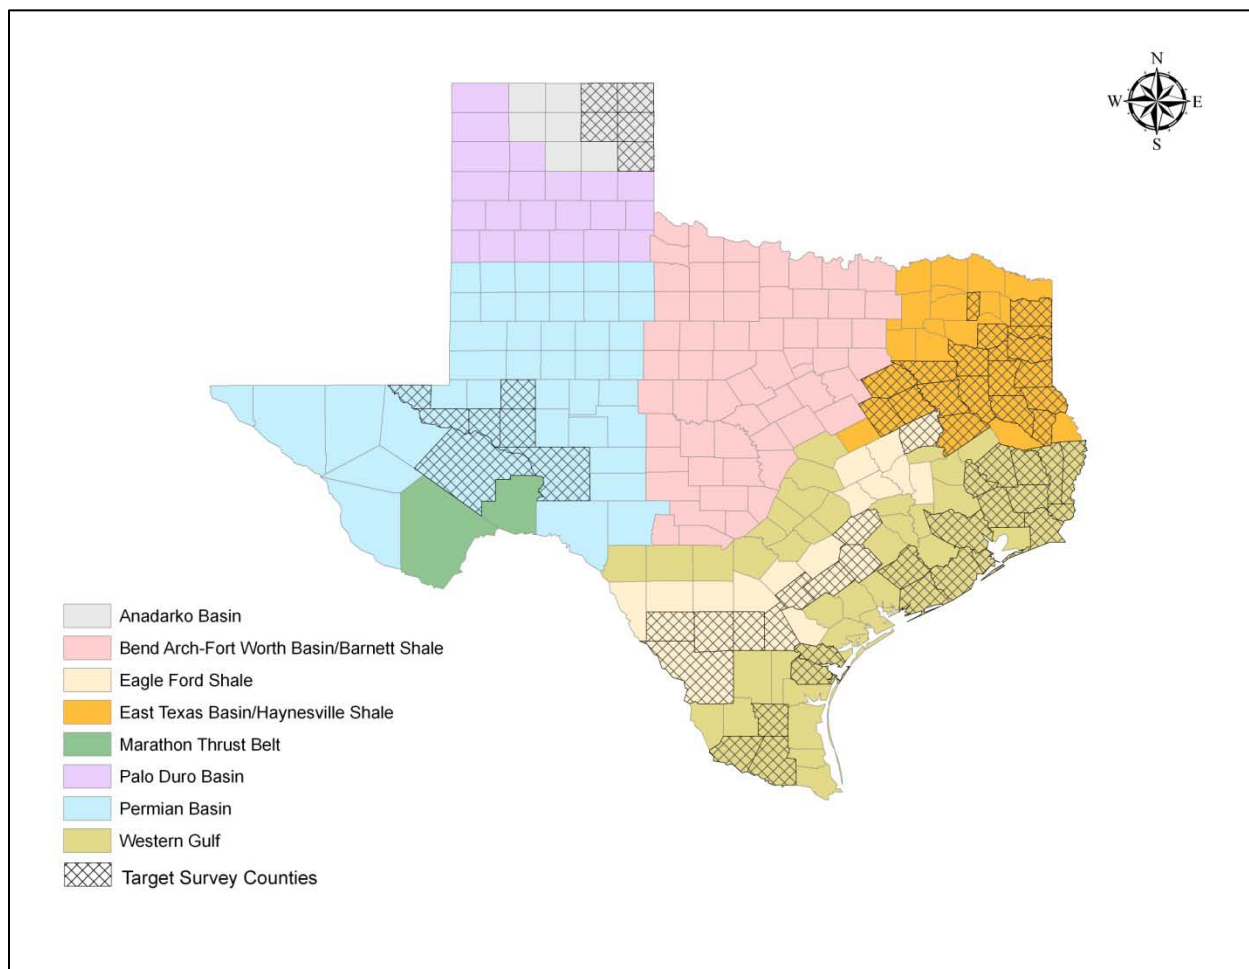 N
W E
S
Anadarko Basin
Bend Arch-Fort Worth Basin/Barnett Shale
Eagle Ford Shale
East Texas Basin/Haynesville Shale
Marathon Thrust Belt
Palo Duro Basin
Permian Basin
Western Gulf
Target Survey Counties